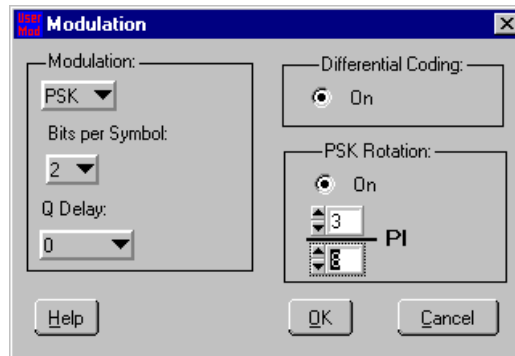 User Mod Modulation
Modulation:
PSK
Bits per Symbol:
2
Q Delay:
0
Differential Coding:
On
PSK Rotation:
On
3
PI
Help
OK
Cancel